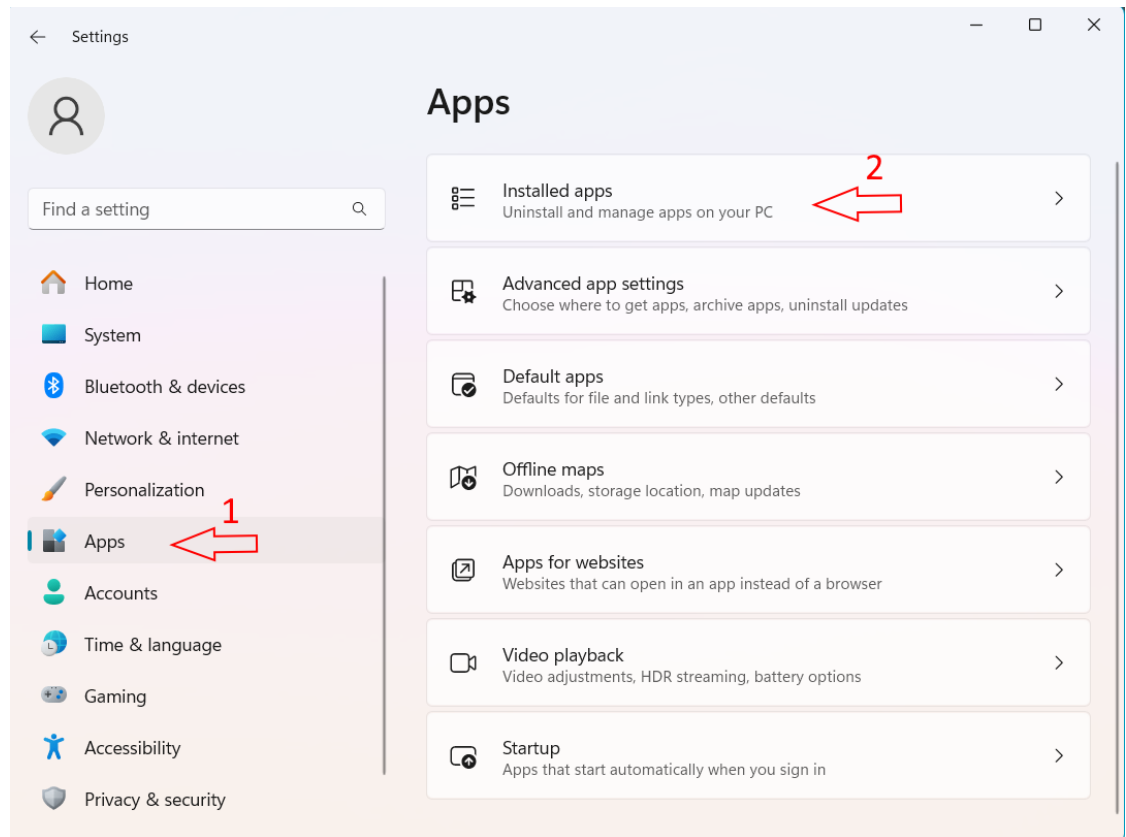 Settings
Find a setting
Home
System
Bluetooth & devices
Network & internet
Personalization
1
Apps
Accounts
Time & language
Gaming
Accessibility
Privacy & security
Apps
2
Installed apps
Uninstall and manage apps on your PC
Advanced app settings
Choose where to get apps, archive apps, uninstall updates
Default apps
Defaults for file and link types, other defaults
Offline maps
Downloads, storage location, map updates
Apps for websites
Websites that can open in an app instead of a browser
Video playback
Video adjustments, HDR streaming, battery options
Startup
Apps that start automatically when you sign in